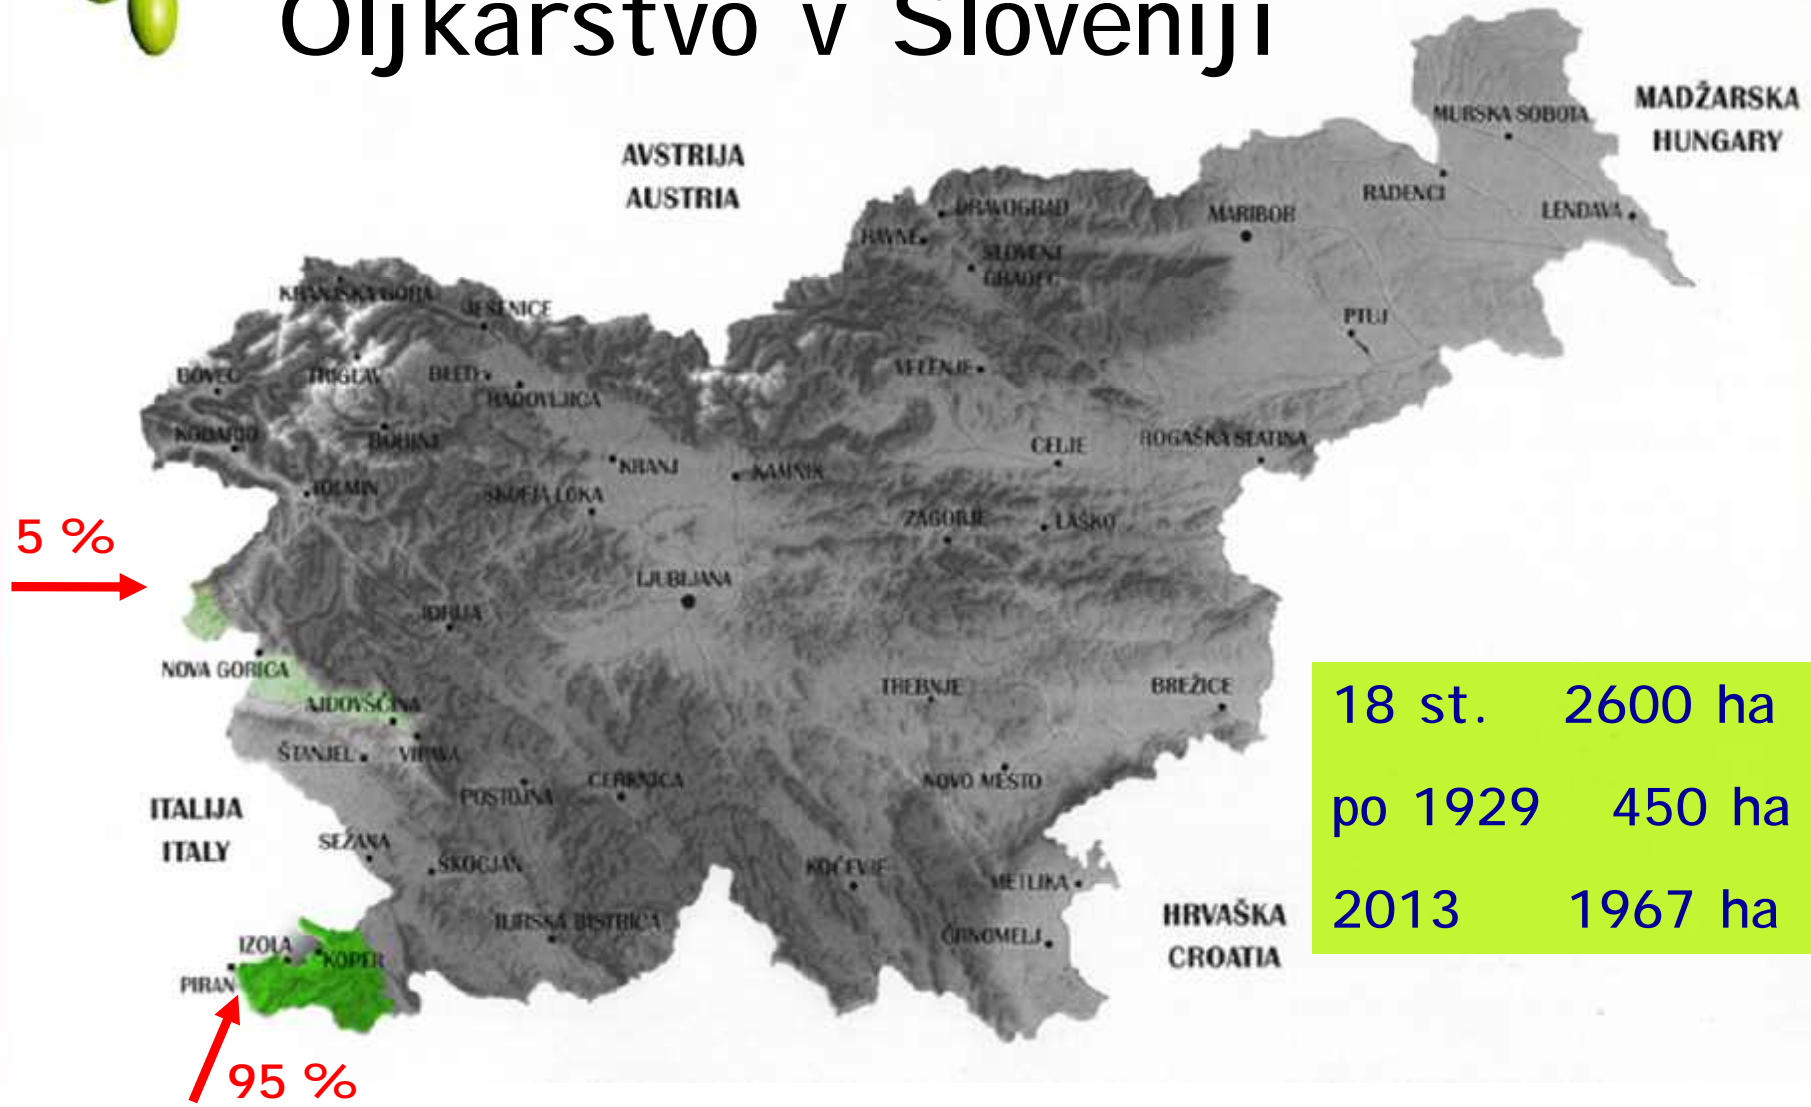 Oljkarstvo v Sloveniji
MADŽARSKA
HUNGARY
MURSKA SOBOTA
AVSTRIJA
AUSTRIA
RADENCI
LENDAVA
DRAVOGRAD
MARIBOR
RAVNE
SLOVENJ
GRADEC
KRANJSKA GORA
JESENICE
PTUJ
BOVEC
TRIGLAV
BLED
VELENJE
RADOVLJICA
KOBARID
BOHINJ
CELJE
ROGAŠKA SLATINA
KRANJ
KAMNIK
TOLMIN
ŠKOFJA LOKA
ZAGORJE
LAŠKO
5 %
LJUBLJANA
IDRIJA
NOVA GORICA
AJDOVŠČINA
TREBNJE
BREŽICE
18 st. 2600 ha
ŠTANJEL
VIPAVA
POSTOJNA
CERKNICA
NOVO MESTO
ITALIJA
ITALY
po 1929 450 ha
SEŽANA
ŠKOCJAN
KOČEVJE
METLIKA
2013 1967 ha
ILIRSKA BISTRICA
ČRNOMELJ
HRVAŠKA
CROATIA
IZOLA
KOPER
PIRAN
95 %